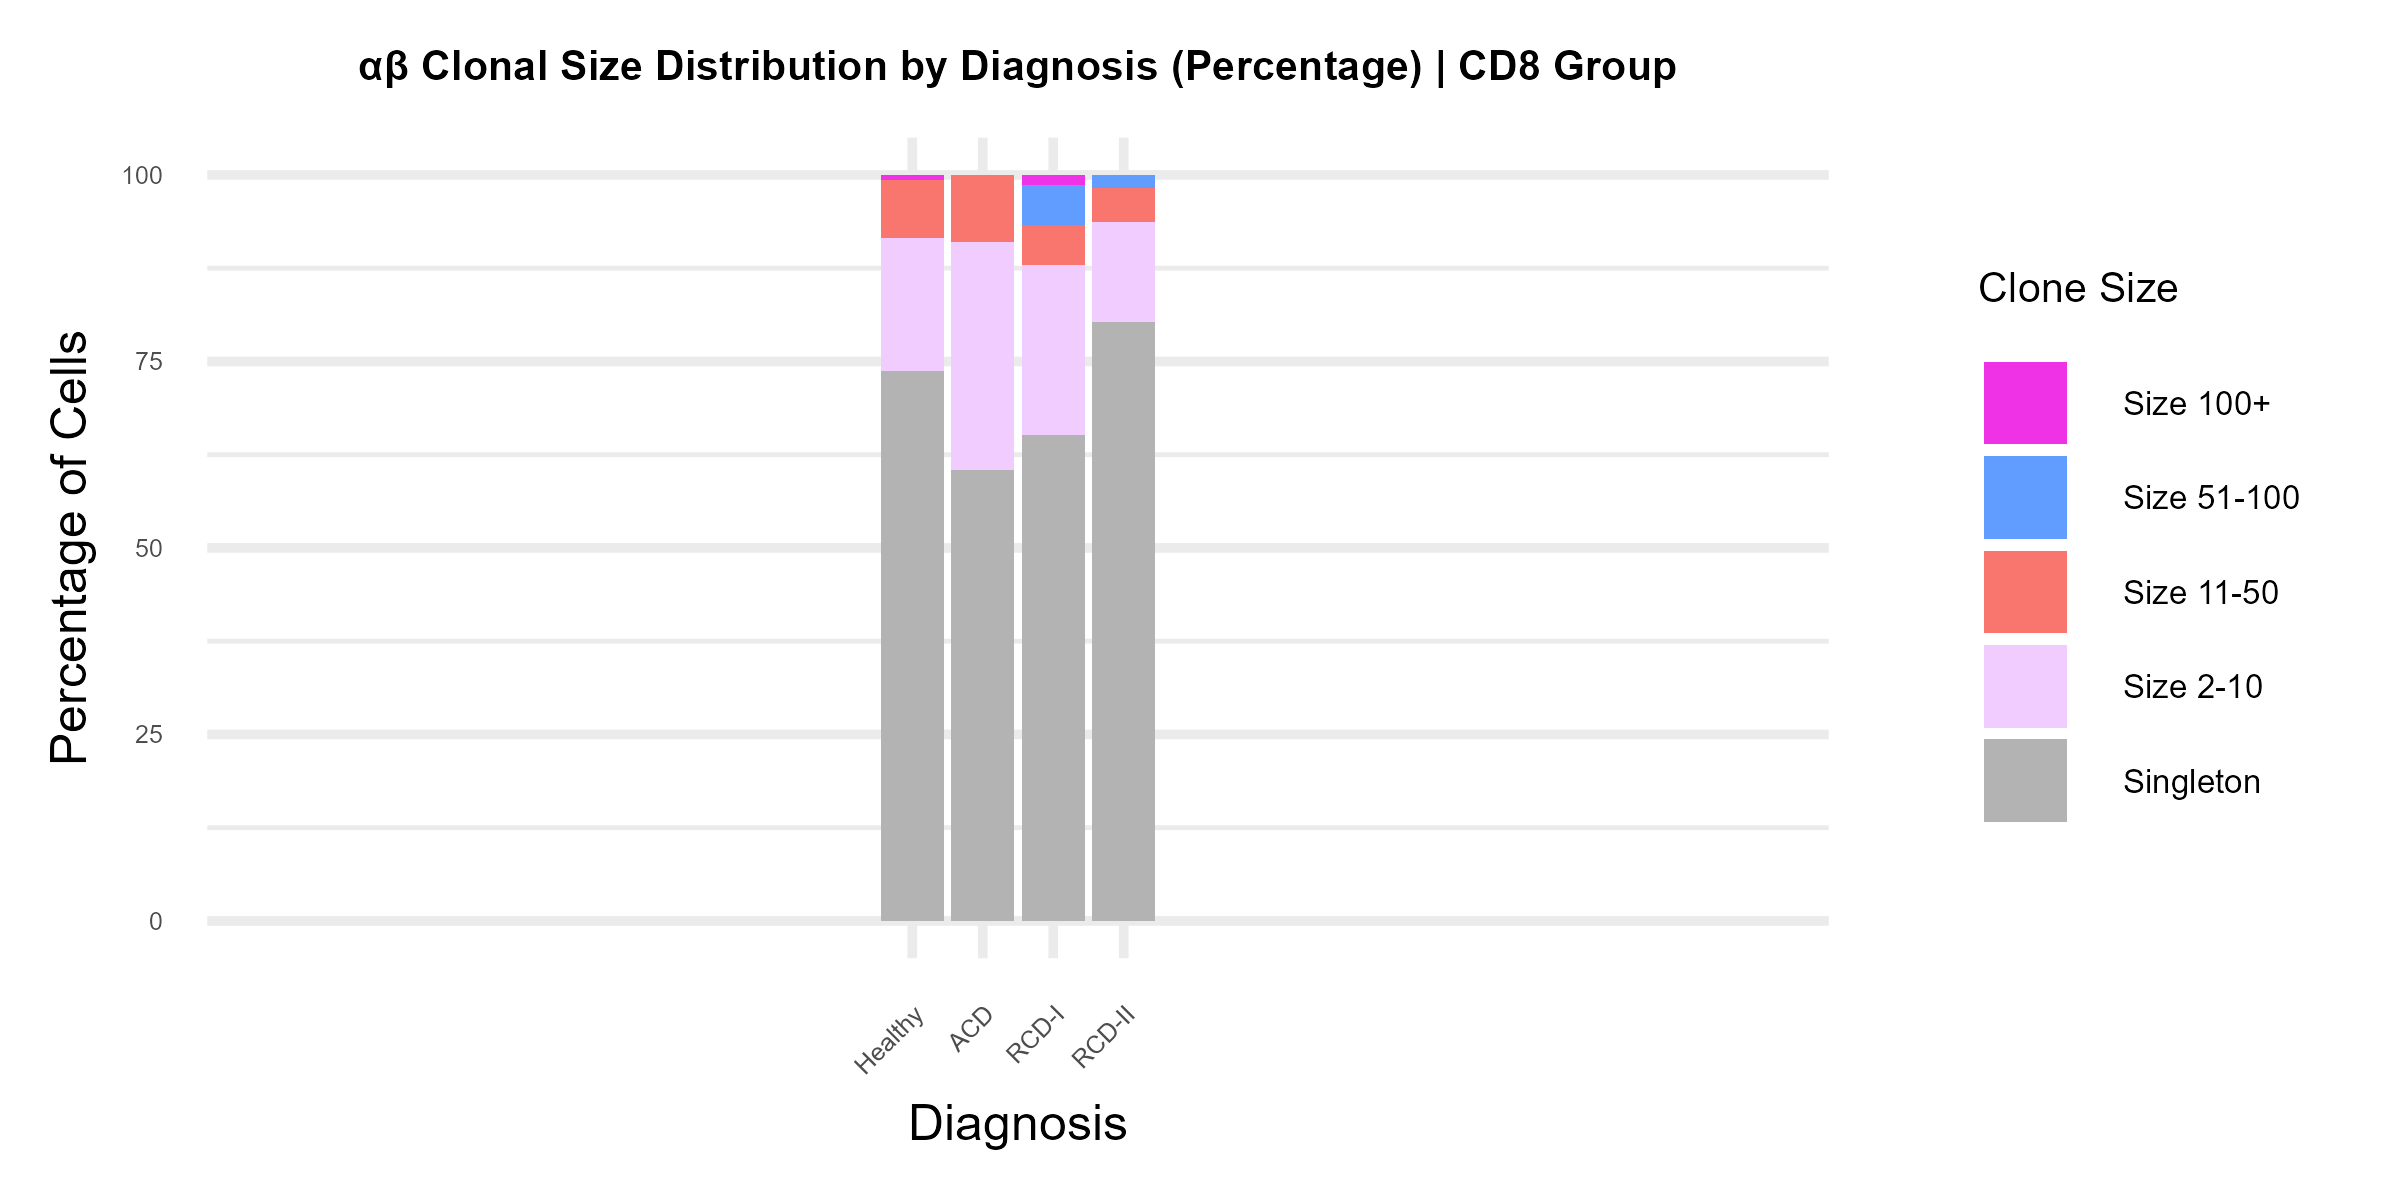 αβ Clonal Size Distribution by Diagnosis (Percentage) | CD8 Group
Percentage of Cells
100
75
50
25
0
Healthy
ACD
RCD-I
RCD-II
Diagnosis
Clone Size
Size 100+
Size 51-100
Size 11-50
Size 2-10
Singleton